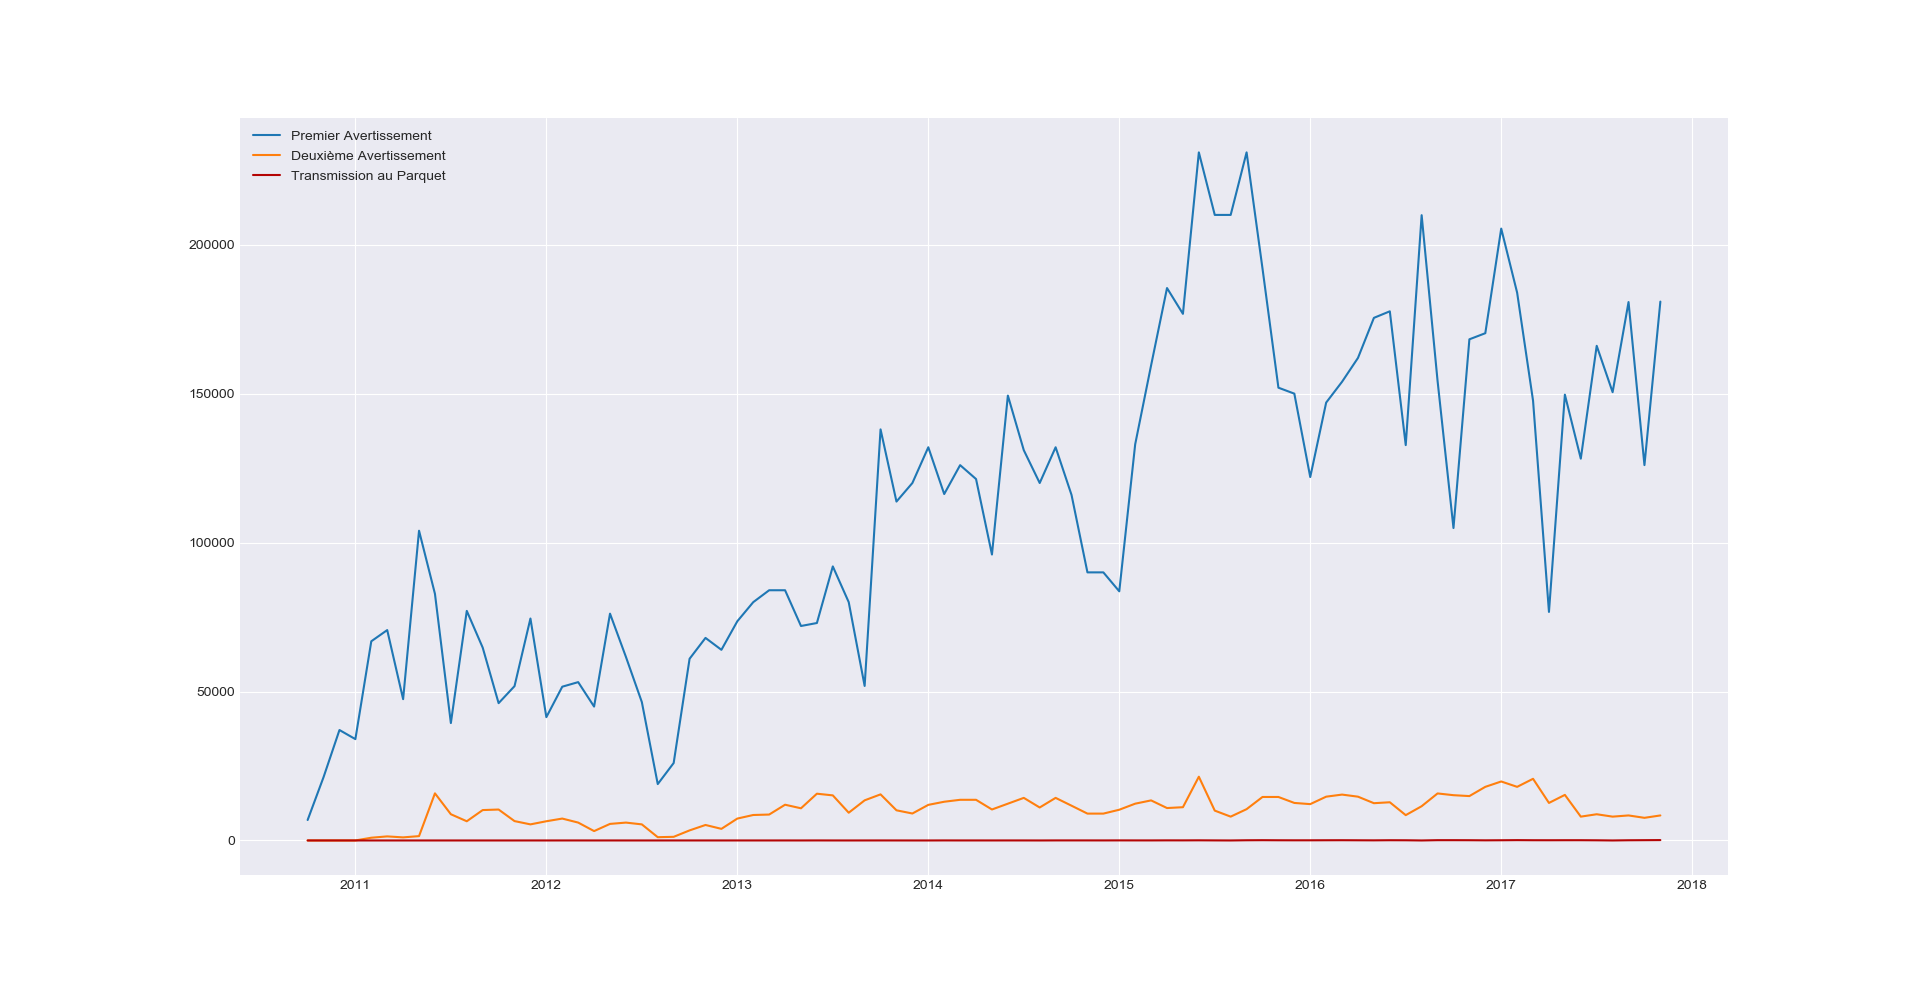 Premier Avertissement
Deuxième Avertissement
Transmission au Parquet
200000
150000
100000
50000
0
2011 2012 2013 2014 2015 2016 2017 2018